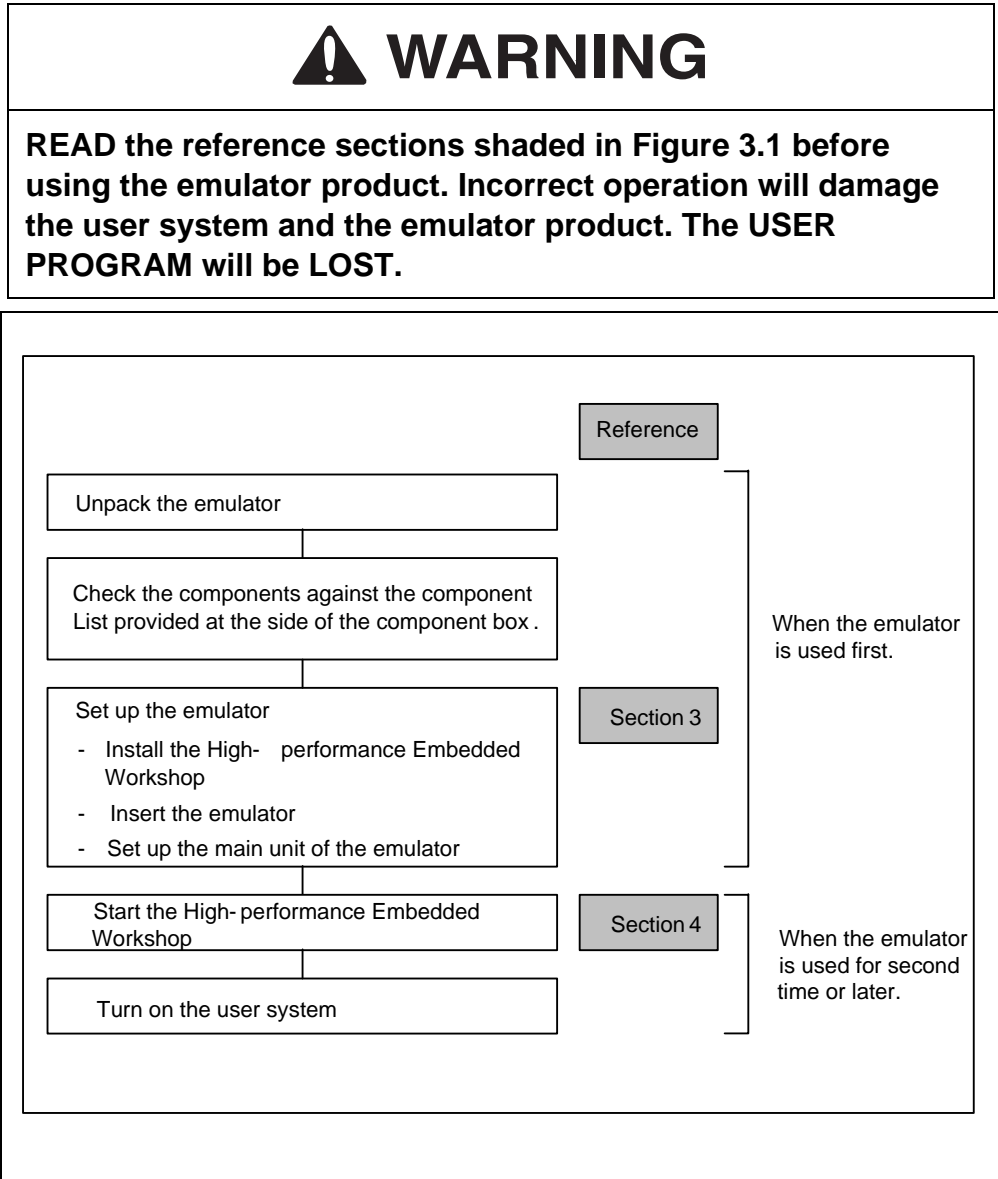 WARNING
READ the reference sections shaded in Figure 3.1 before
using the emulator product. Incorrect operation will damage
the user system and the emulator product. The USER
PROGRAM will be LOST.
Reference
Unpack the emulator
Check the components against the component
List provided at the side of the component box .
When the emulator
is used first.
Set up the emulator
- Install the High- performance Embedded
Workshop
- Insert the emulator
- Set up the main unit of the emulator
Section 3
Start the High- performance Embedded
Workshop
Section 4
Turn on the user system
When the emulator
is used for second
time or later.